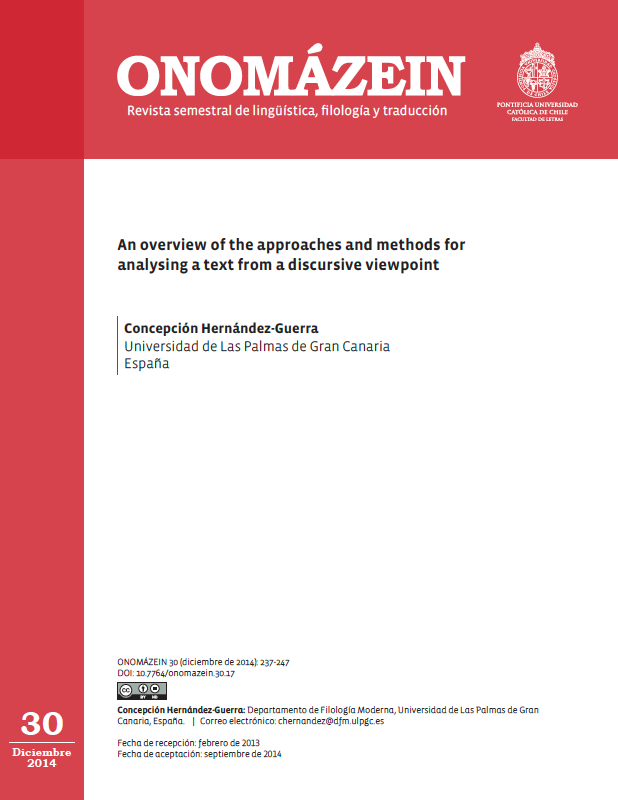 ONOMÁZEIN
Revista semestral de lingüística, filología y traducción
PONTIFICIA UNIVERSIDAD
CATÓLICA DE CHILE
FACULTAD DE LETRAS
An overview of the approaches and methods for
analysing a text from a discursive viewpoint
Concepción Hernández-Guerra
Universidad de Las Palmas de Gran Canaria
España
ONOMÁZEIN 30 (diciembre de 2014): 237-247
DOI: 10.7764/onomazein.30.17
cc
BY
Concepción Hernández-Guerra: Departamento de Filología Moderna, Universidad de Las Palmas de Gran
Canaria, España. | Correo electrónico: chernandez@dfm.ulpgc.es
Fecha de recepción: febrero de 2013
Fecha de aceptación: septiembre de 2014
30
Diciembre
2014